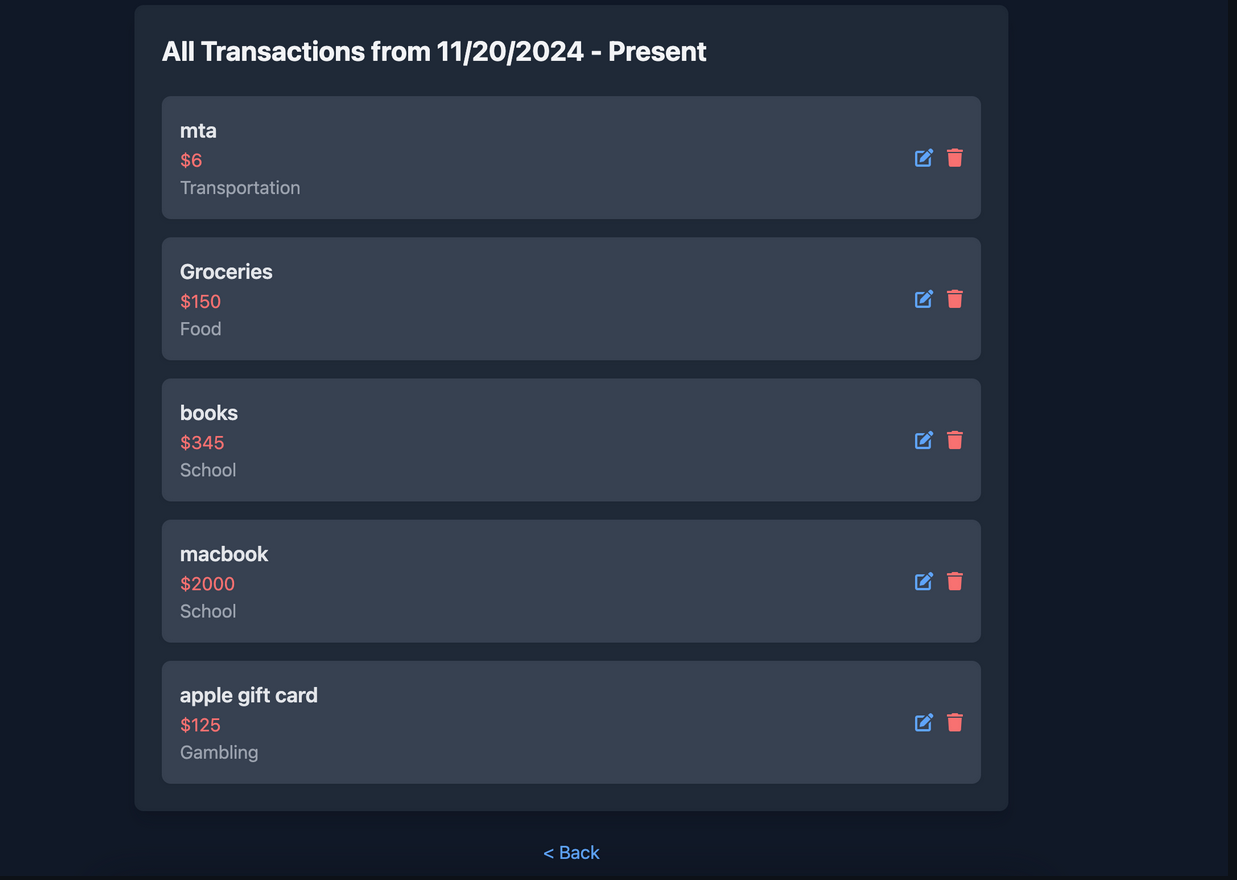 All Transactions from 11/20/2024 - Present
mta
$6
Transportation
Groceries
$150
Food
books
$345
School
macbook
$2000
School
apple gift card
$125
Gambling
< Back